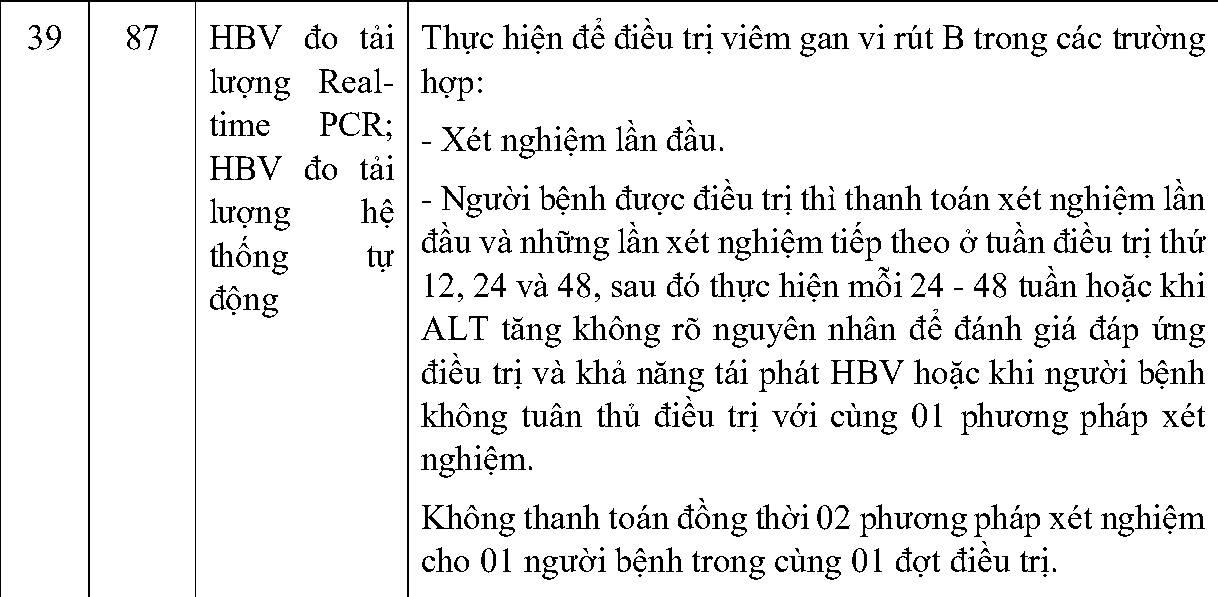 39
87
HBV đo tải
lượng Real-
time PCR;
HBV đo tải
lượng hệ
thống tự
động
Thực hiện để điều trị viêm gan vi rút B trong các trường
hợp:
- Xét nghiệm lần đầu.
- Người bệnh được điều trị thì thanh toán xét nghiệm lần
đầu và những lần xét nghiệm tiếp theo ở tuần điều trị thứ
12, 24 và 48, sau đó thực hiện mỗi 24 - 48 tuần hoặc khi
ALT tăng không rõ nguyên nhân để đánh giá đáp ứng
điều trị và khả năng tái phát HBV hoặc khi người bệnh
không tuân thủ điều trị với cùng 01 phương pháp xét
nghiệm.
Không thanh toán đồng thời 02 phương pháp xét nghiệm
cho 01 người bệnh trong cùng 01 đợt điều trị.